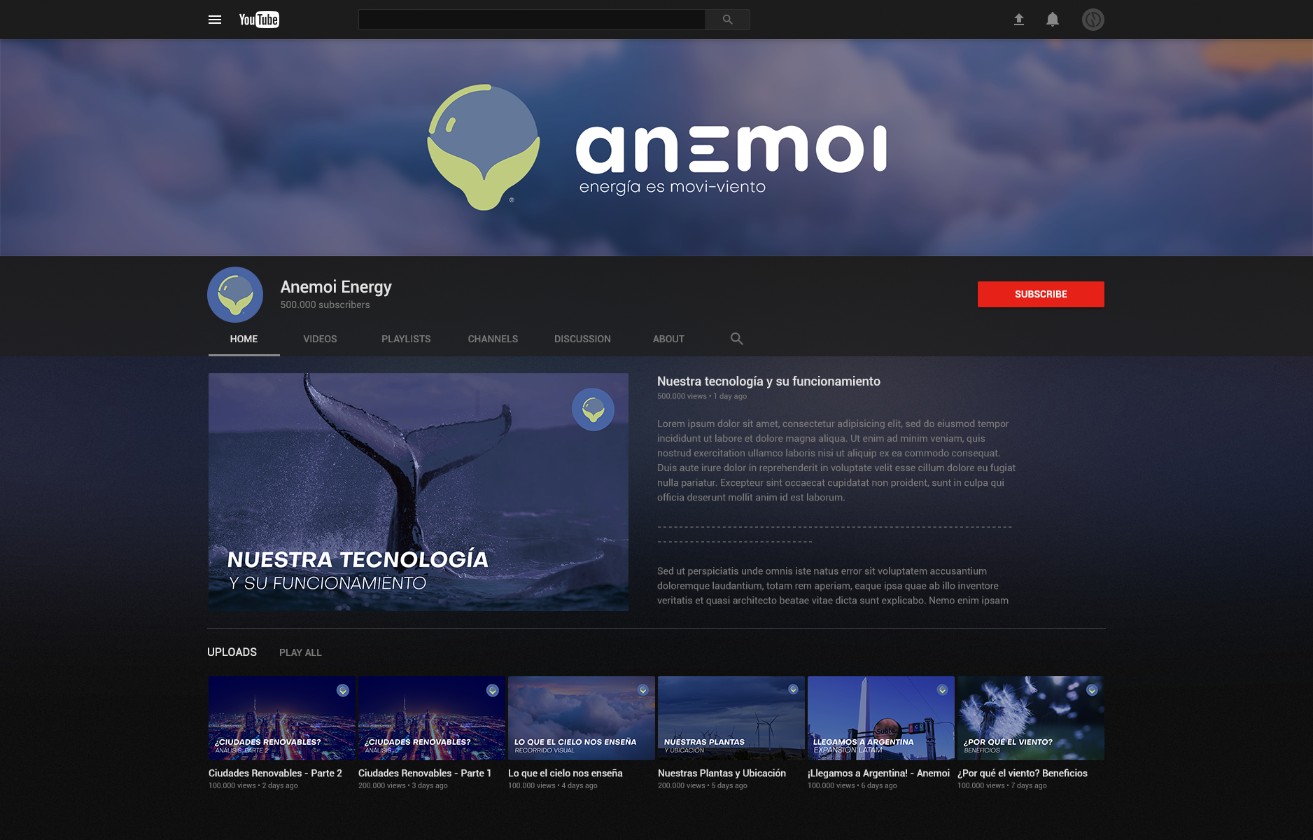 YouTube
anemoi
energía es movi-viento
Anemoi Energy
500.000 subscribers
SUBSCRIBE
HOME VIDEOS PLAYLISTS CHANNELS DISCUSSION ABOUT
NUESTRA TECNOLOGÍA
Y SU FUNCIONAMIENTO
Nuestra tecnología y su funcionamiento
500.000 views • 1 day ago
Lorem ipsum dolor sit amet, consectetur adipisicing elit, sed do eiusmod tempor
incididunt ut labore et dolore magna aliqua. Ut enim ad minim veniam, quis
nostrud exercitation ullamco laboris nisi ut aliquip ex ea commodo consequat.
Duis aute irure dolor in reprehenderit in voluptate velit esse cillum dolore eu fugiat
nulla pariatur. Excepteur sint occaecat cupidatat non proident, sunt in culpa qui
officia deserunt mollit anim id est laborum.
Sed ut perspiciatis unde omnis iste natus error sit voluptatem accusantium
doloremque laudantium, totam rem aperiam, eaque ipsa quae ab illo inventore
veritatis et quasi architecto beatae vitae dicta sunt explicabo. Nemo enim ipsam
UPLOADS PLAY ALL
¿CIUDADES RENOVABLES?
ANÁLISIS, PARTE 2
Ciudades Renovables - Parte 2
100.000 views • 2 days ago
¿CIUDADES RENOVABLES?
ANÁLISIS
Ciudades Renovables - Parte 1
200.000 views • 3 days ago
LO QUE EL CIELO NOS ENSEÑA
RECORRIDO VISUAL
Lo que el cielo nos enseña
100.000 views • 4 days ago
NUESTRAS PLANTAS
Y UBICACIÓN
Nuestras Plantas y Ubicación
200.000 views • 5 days ago
Subte
LLEGAMOS A ARGENTINA
EXPANSIÓN LATAM
¡Llegamos a Argentina! - Anemoi
100.000 views • 6 days ago
¿POR QUÉ EL VIENTO?
BENEFICIOS
¿Por qué el viento? Beneficios
100.000 views • 7 days ago